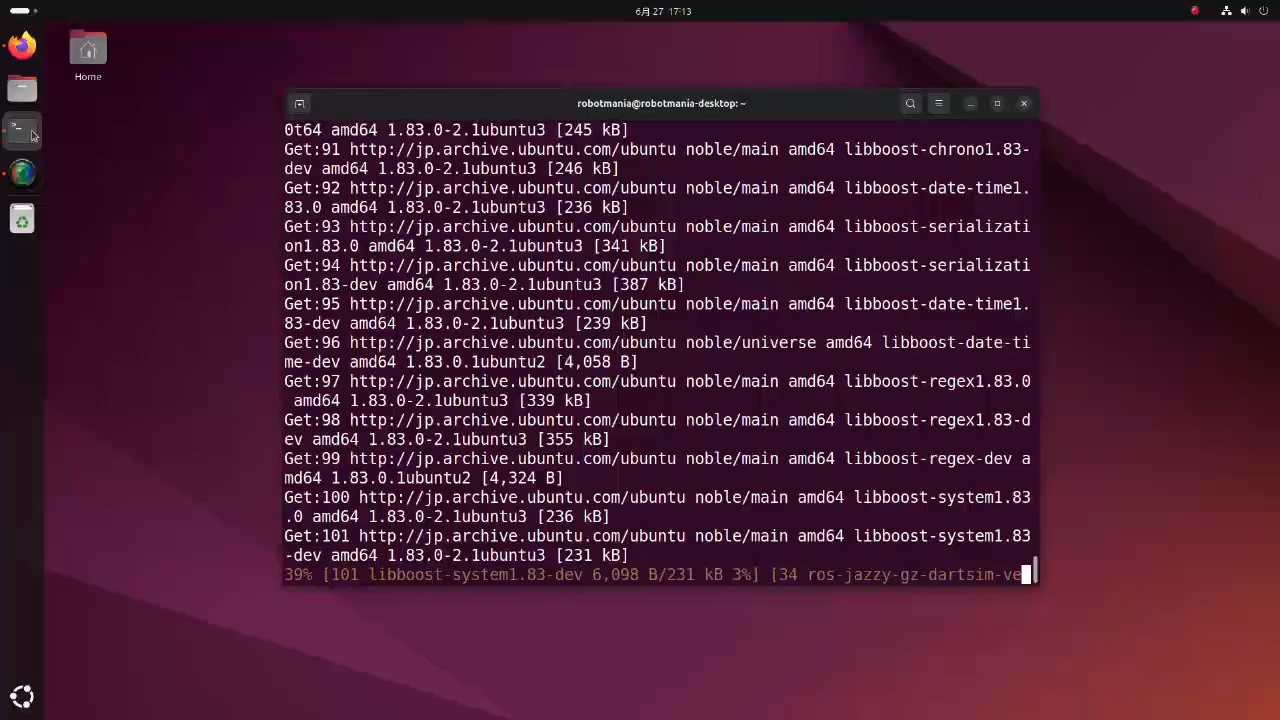 6月 27 17:13
Home
robotmania@robotmania-desktop: ~
0t64 amd64 1.83.0-2.1ubuntu3 [245 kB]
Get:91 http://jp.archive.ubuntu.com/ubuntu noble/main amd64 libboost-chrono1.83-
dev amd64 1.83.0-2.1ubuntu3 [246 kB]
Get:92 http://jp.archive.ubuntu.com/ubuntu noble/main amd64 libboost-date-time1.
83.0 amd64 1.83.0-2.1ubuntu3 [236 kB]
Get:93 http://jp.archive.ubuntu.com/ubuntu noble/main amd64 libboost-serializati
on1.83.0 amd64 1.83.0-2.1ubuntu3 [341 kB]
Get:94 http://jp.archive.ubuntu.com/ubuntu noble/main amd64 libboost-serializati
on1.83-dev amd64 1.83.0-2.1ubuntu3 [387 kB]
Get:95 http://jp.archive.ubuntu.com/ubuntu noble/main amd64 libboost-date-time1.
83-dev amd64 1.83.0-2.1ubuntu3 [239 kB]
Get:96 http://jp.archive.ubuntu.com/ubuntu noble/universe amd64 libboost-date-ti
me-dev amd64 1.83.0.1ubuntu2 [4,058 B]
Get:97 http://jp.archive.ubuntu.com/ubuntu noble/main amd64 libboost-regex1.83.0
 amd64 1.83.0-2.1ubuntu3 [339 kB]
Get:98 http://jp.archive.ubuntu.com/ubuntu noble/main amd64 libboost-regex1.83-d
ev amd64 1.83.0-2.1ubuntu3 [355 kB]
Get:99 http://jp.archive.ubuntu.com/ubuntu noble/main amd64 libboost-regex-dev a
md64 1.83.0.1ubuntu2 [4,324 B]
Get:100 http://jp.archive.ubuntu.com/ubuntu noble/main amd64 libboost-system1.83
.0 amd64 1.83.0-2.1ubuntu3 [236 kB]
Get:101 http://jp.archive.ubuntu.com/ubuntu noble/main amd64 libboost-system1.83
-dev amd64 1.83.0-2.1ubuntu3 [231 kB]
39% [101 libboost-system1.83-dev 6,098 B/231 kB 3%] [34 ros-jazzy-gz-dartsim-ve